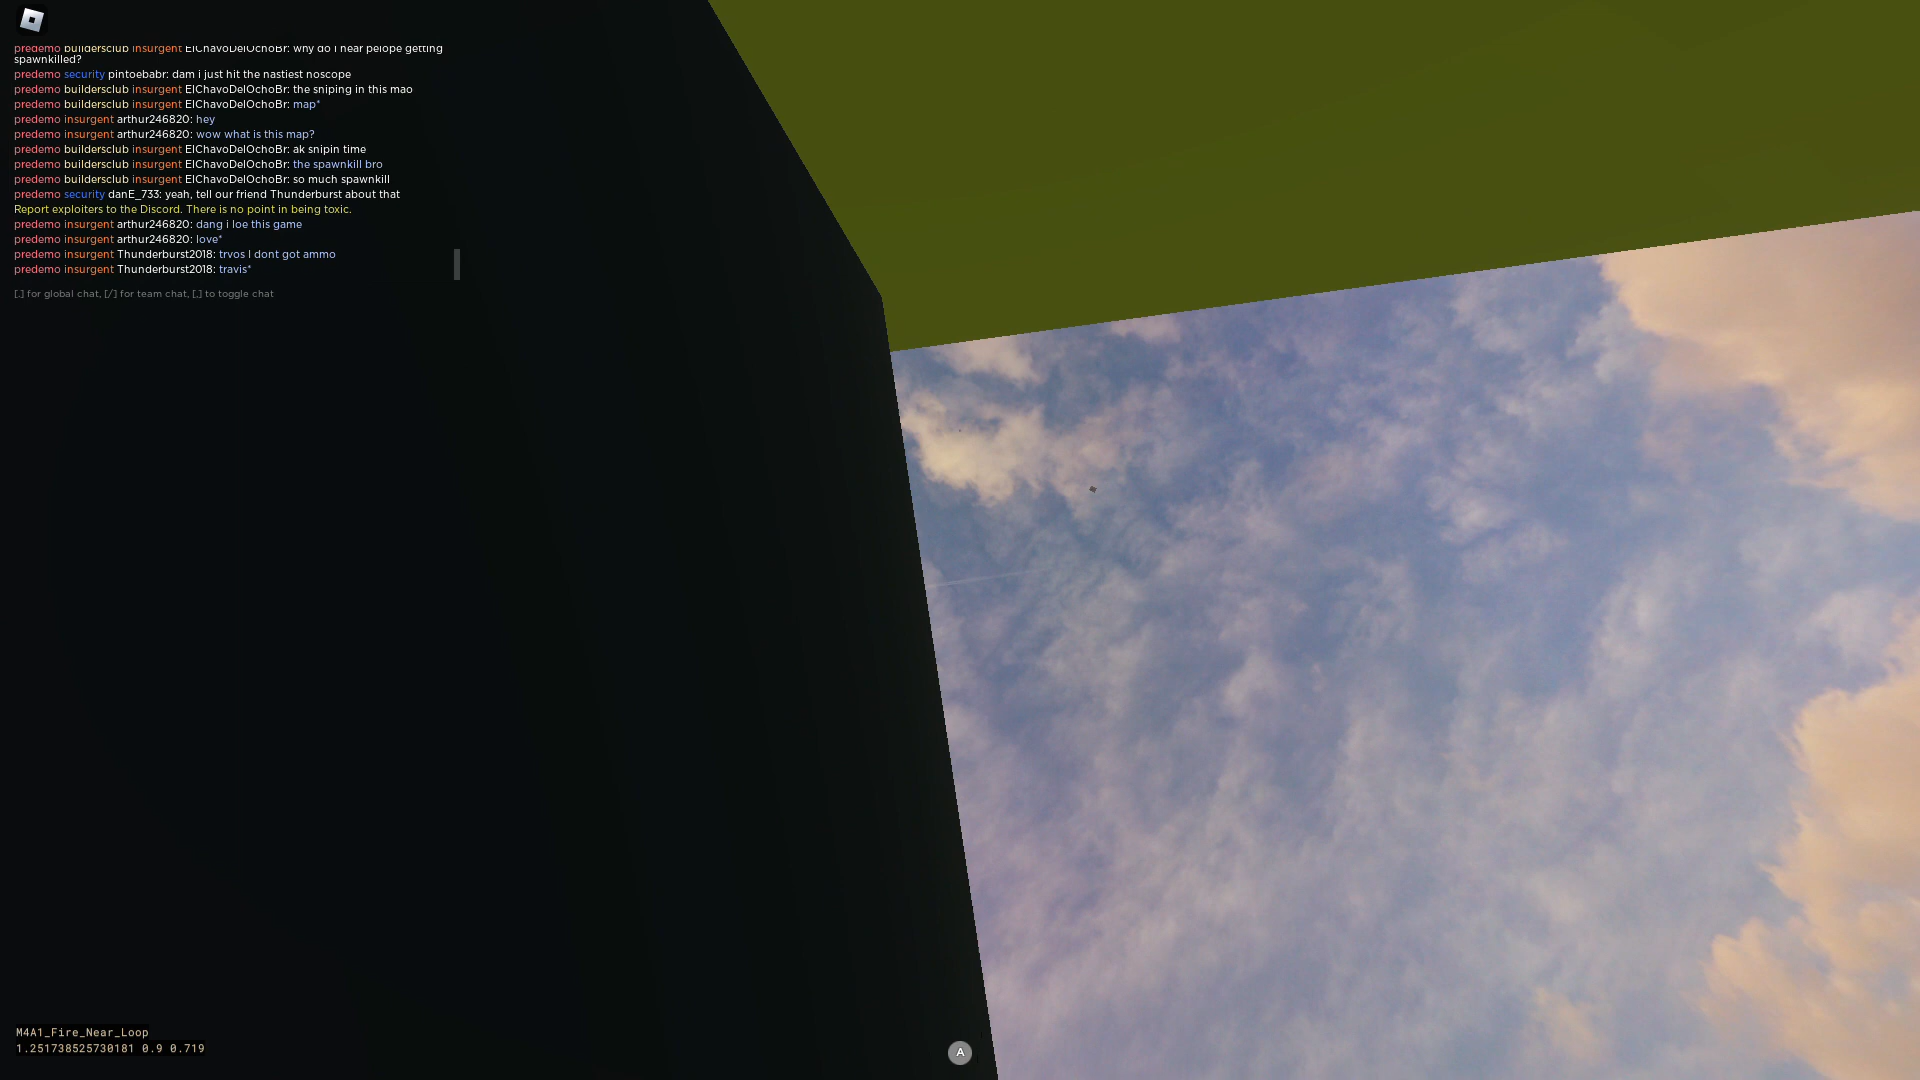 predemo buildersclub insurgent ElChavoDelOchoBr: why do i hear pelope getting
spawnkilled?
predemo security pintoebabr: dam i just hit the nastiest noscope
predemo buildersclub insurgent ElChavoDelOchoBr: the sniping in this mao
predemo buildersclub insurgent ElChavoDelOchoBr: map*
predemo insurgent arthur246820: hey
predemo insurgent arthur246820: wow what is this map?
predemo buildersclub insurgent ElChavoDelOchoBr: ak snipin time
predemo buildersclub insurgent ElChavoDelOchoBr: the spawnkill bro
predemo buildersclub insurgent ElChavoDelOchoBr: so much spawnkill
predemo security danE_733: yeah, tell our friend Thunderburst about that
Report exploiters to the Discord. There is no point in being toxic.
predemo insurgent arthur246820: dang i loe this game
predemo insurgent arthur246820: love*
predemo insurgent Thunderburst2018: trvos I dont got ammo
predemo insurgent Thunderburst2018: travis*
[.] for global chat, [/] for team chat, [,] to toggle chat
M4A1_Fire_Near_Loop
1.251738525730181 0.9 0.719
A